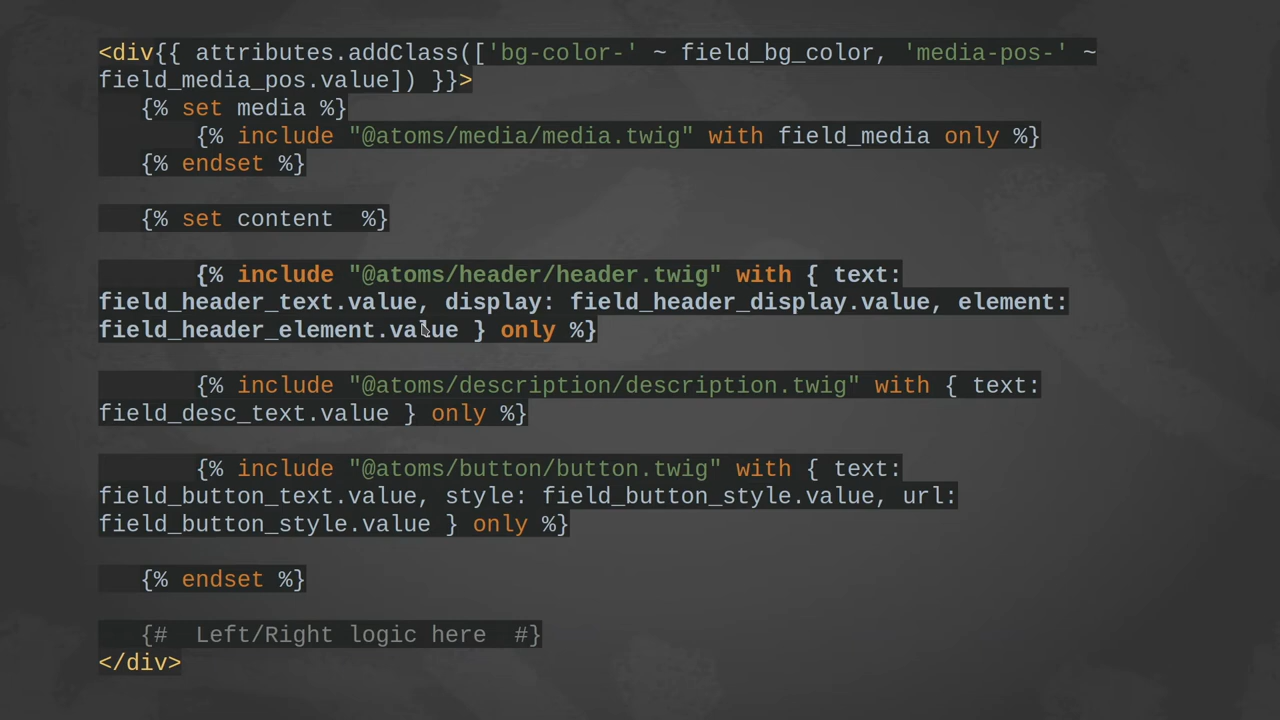 <div{{ attributes.addClass(['bg-color-' ~ field_bg_color, 'media-pos-' ~
field_media_pos.value]) }}>
{% set media %}
{% include "@atoms/media/media.twig" with field_media only %}
{% endset %}
{% set content  %}
{% include "@atoms/header/header.twig" with { text:
field_header_text.value, display: field_header_display.value, element:
field_header_element.value } only %}
{% include "@atoms/description/description.twig" with { text:
field_desc_text.value } only %}
{% include "@atoms/button/button.twig" with { text:
field_button_text.value, style: field_button_style.value, url:
field_button_style.value } only %}
{% endset %}
{#  Left/Right logic here  #}
</div>